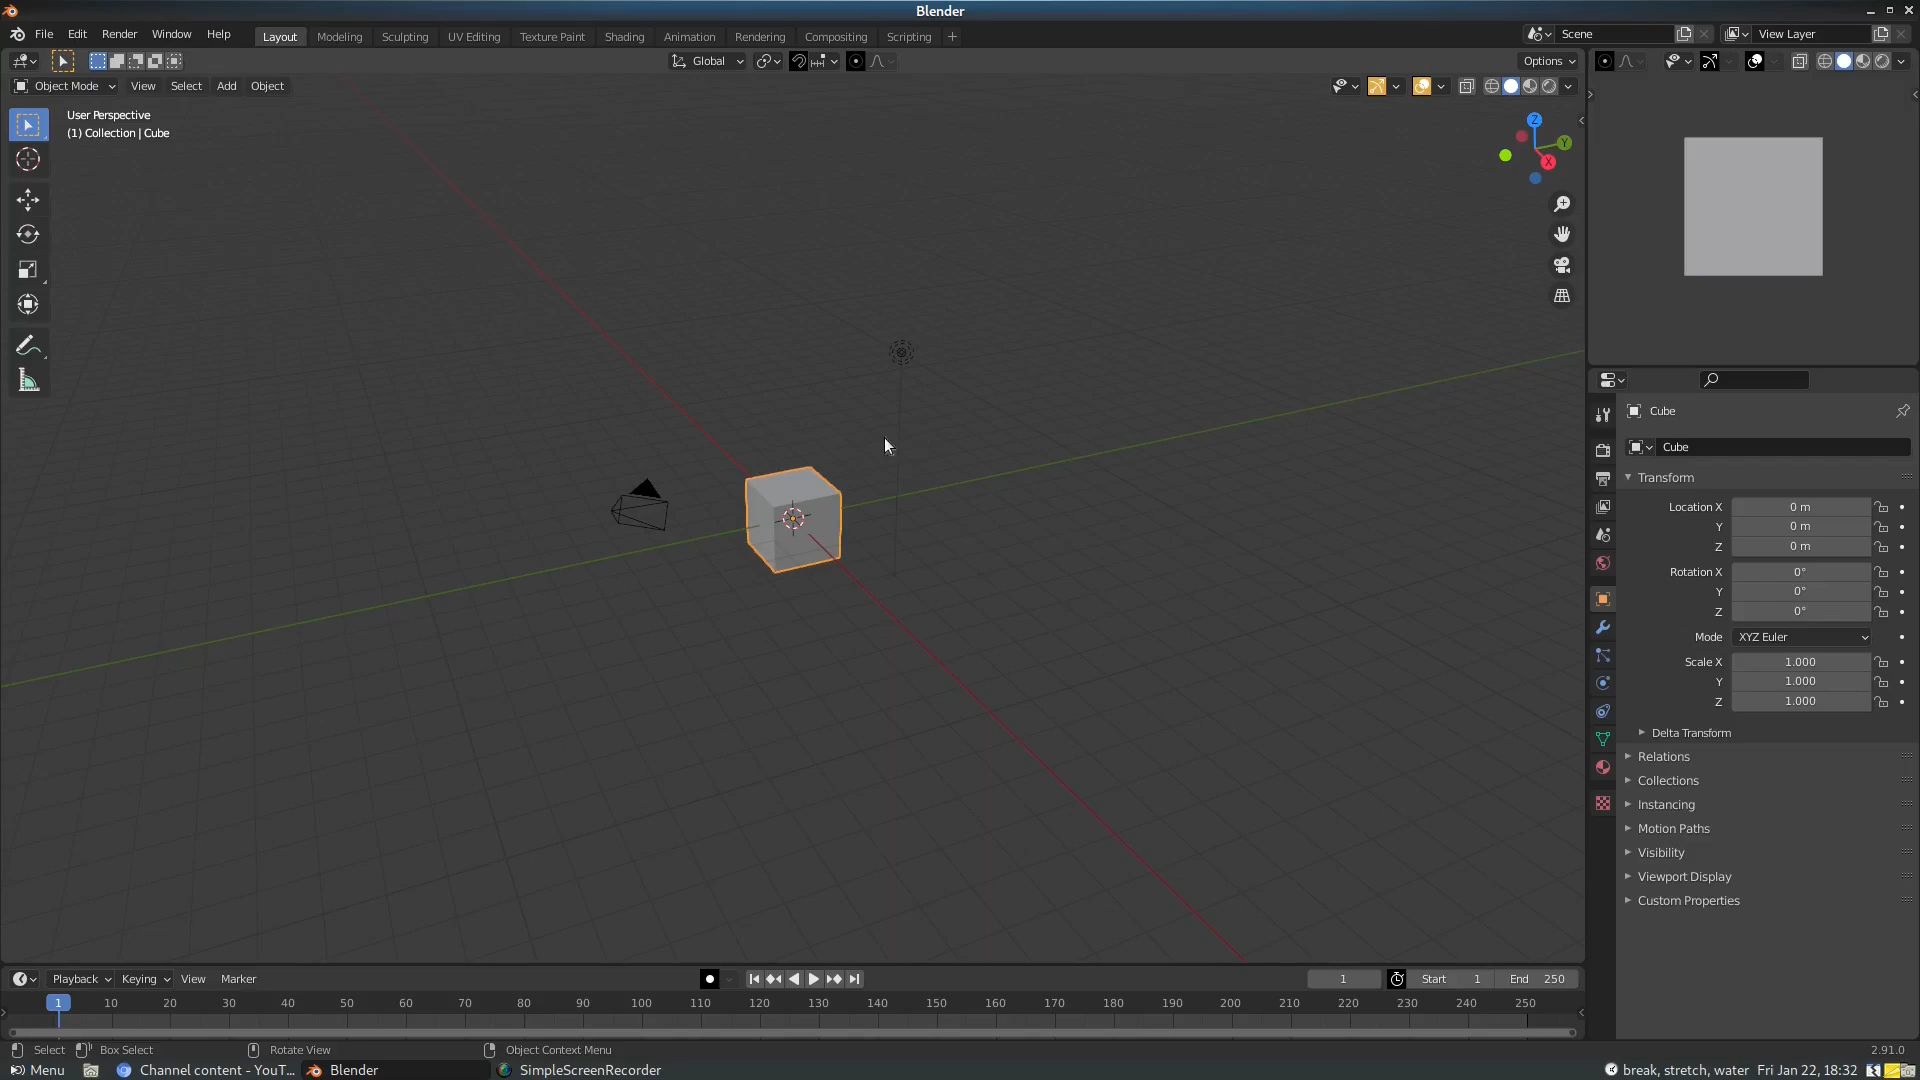 Blender
File Edit Render Window Help Layout Modeling Sculpting UV Editing Texture Paint Shading Animation Rendering Compositing Scripting + Scene View Layer
Global Options
Object Mode View Select Add Object
User Perspective
(1) Collection | Cube
Z
Y
X
Cube
Cube
Transform
Location X 0 m
Y 0 m
Z 0 m
Rotation X 0°
Y 0°
Z 0°
Mode XYZ Euler
Scale X 1.000
Y 1.000
Z 1.000
Delta Transform
Relations
Collections
Instancing
Motion Paths
Visibility
Viewport Display
Custom Properties
Playback Keying View Marker 1 Start 1 End 250
1 10 20 30 40 50 60 70 80 90 100 110 120 130 140 150 160 170 180 190 200 210 220 230 240 250
Select Box Select Rotate View Object Context Menu 2.91.0
Menu Channel content - YouT... Blender SimpleScreenRecorder break, stretch, water Fri Jan 22, 18:32